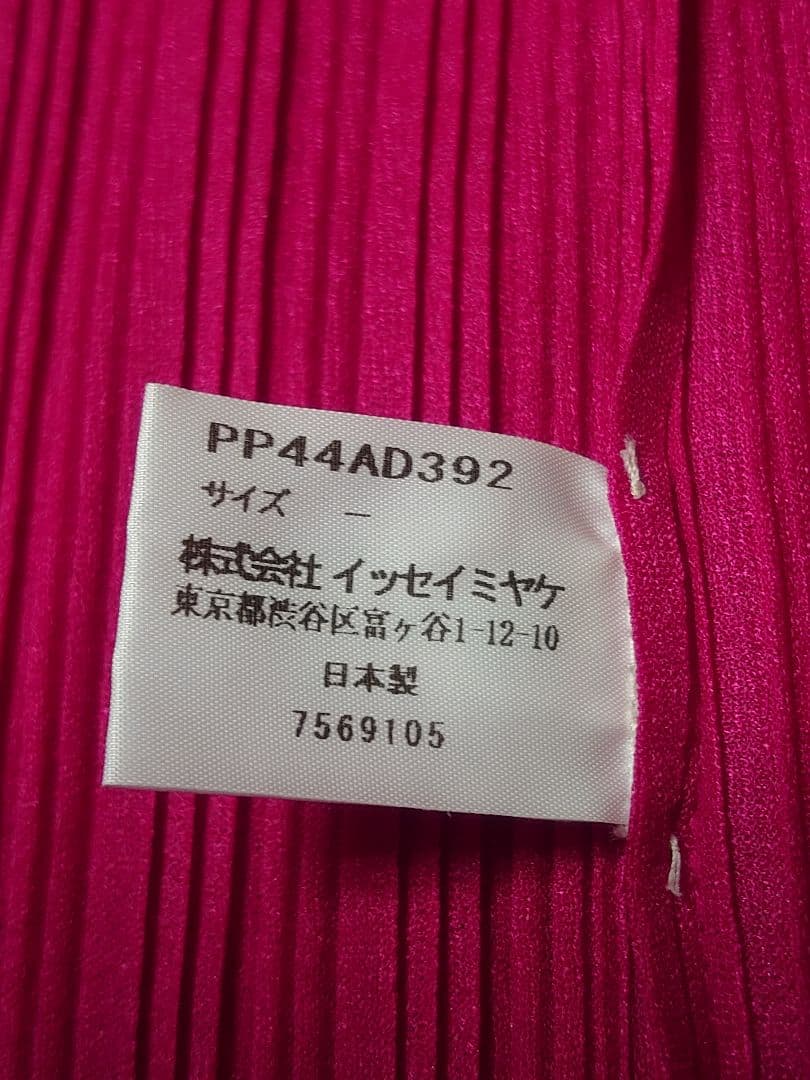 PP44AD392
サイズ －
株式会社 イッセイミヤケ
東京都渋谷区富ヶ谷1-12-10
日本製
7569105